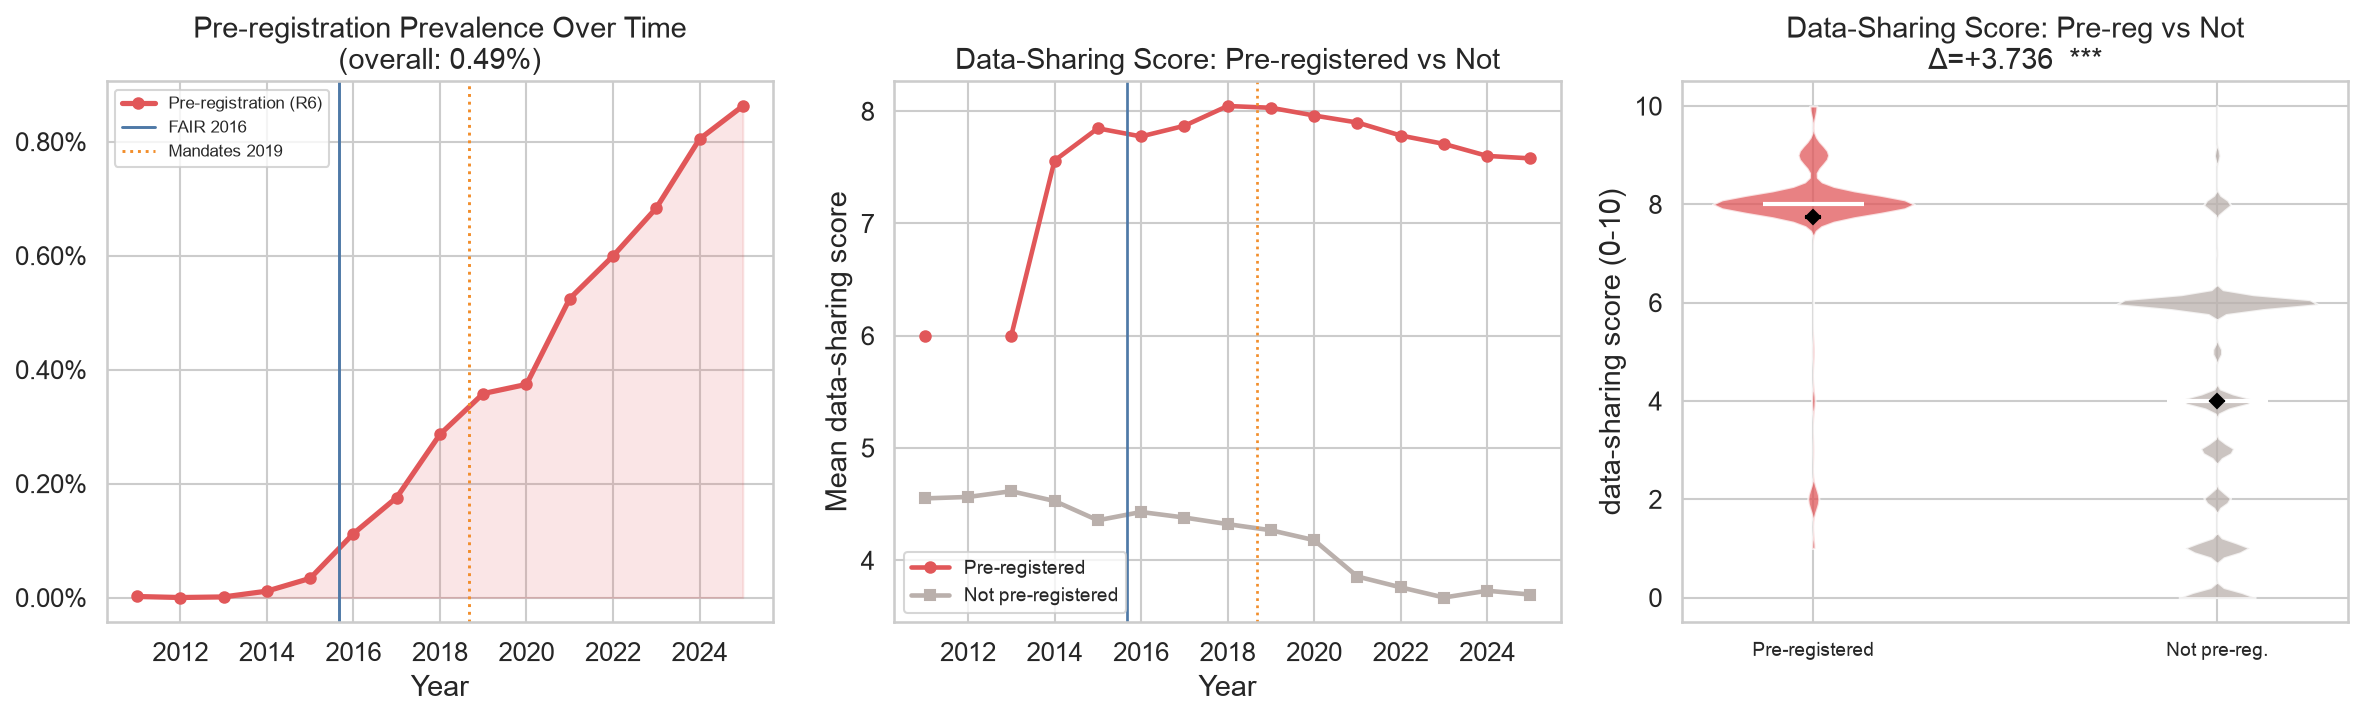 Pre-registration Prevalence Over Time
(overall: 0.49%)
Pre-registration (R6)
FAIR 2016
Mandates 2019
0.80%
0.60%
0.40%
0.20%
0.00%
2012 2014 2016 2018 2020 2022 2024
Year
Data-Sharing Score: Pre-registered vs Not
Mean data-sharing score
8
7
6
5
4
Pre-registered
Not pre-registered
2012 2014 2016 2018 2020 2022 2024
Year
Data-Sharing Score: Pre-reg vs Not
Δ=+3.736 ***
data-sharing score (0-10)
10
8
6
4
2
0
Pre-registered Not pre-reg.